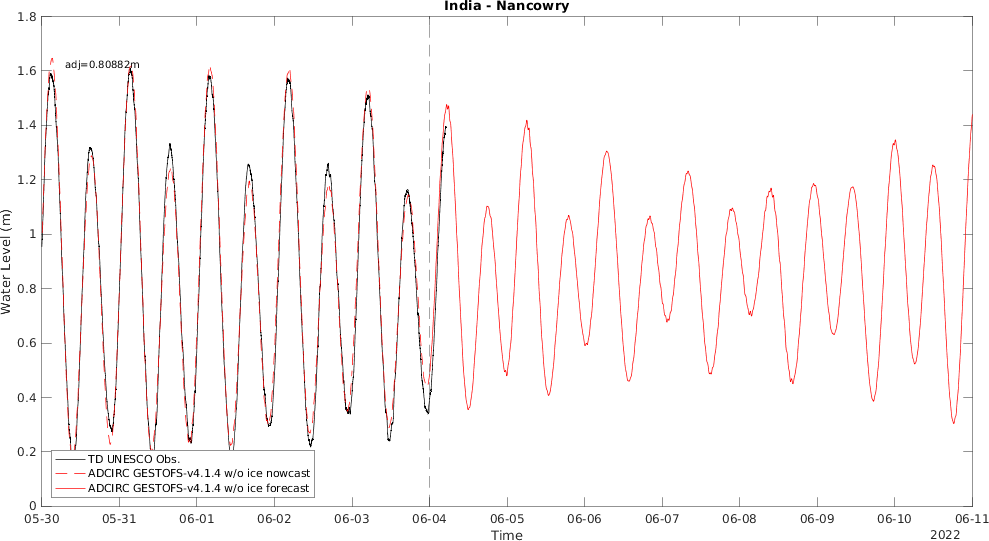 India - Nancowry
adj=0.80882m
1.8
1.6
1.4
1.2
1
0.8
0.6
0.4
0.2
0
Water Level (m)
TD UNESCO Obs.
ADCIRC GESTOFS-v4.1.4 w/o ice nowcast
ADCIRC GESTOFS-v4.1.4 w/o ice forecast
05-30 05-31 06-01 06-02 06-03 06-04 06-05 06-06 06-07 06-08 06-09 06-10 06-11
Time
2022